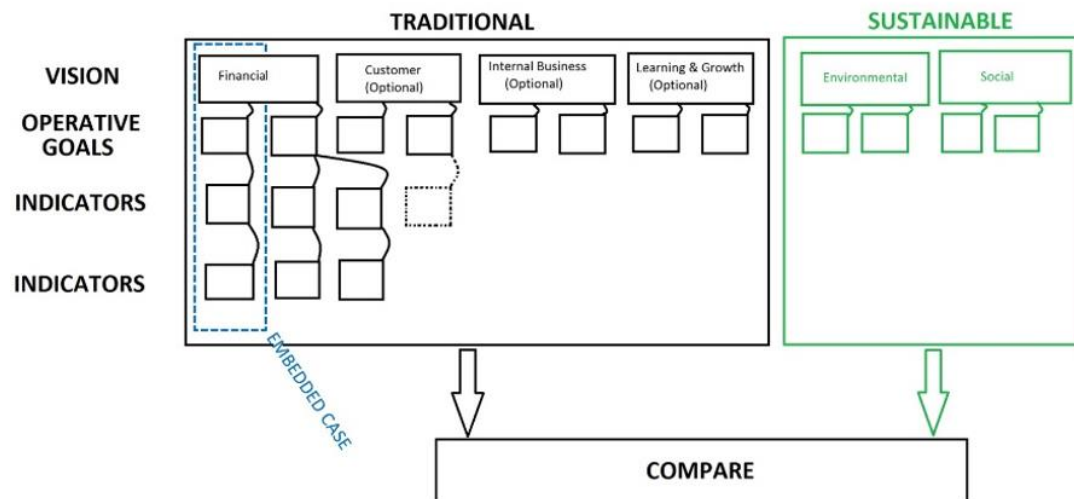 TRADITIONAL
SUSTAINABLE
VISION
Financial
Customer
(Optional)
Internal Business
(Optional)
Learning & Growth
(Optional)
Environmental
Social
OPERATIVE
GOALS
INDICATORS
INDICATORS
EMBEDDED CASE
COMPARE